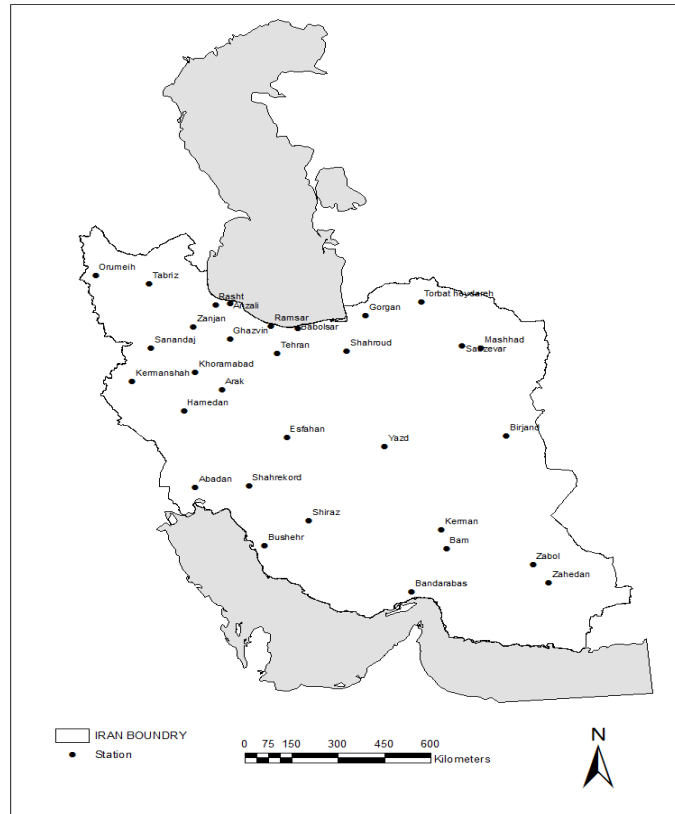 Orumeih
Tabriz
Torbat heydareh
Rasht
Anzali
Gorgan
Ramsar
Babolsar
Zanjan
Ghazvin
Sanandaj
Tehran
Shahroud
Mashhad
Sabzevar
Khoramabad
Kermanshah
Arak
Hamedan
Esfahan
Yazd
Birjand
Abadan
Shahrekord
Shiraz
Kerman
Bushehr
Bam
Zabol
Zahedan
Bandarabas
IRAN BOUNDRY
Station
0 75 150 300 450 600
Kilometers
N